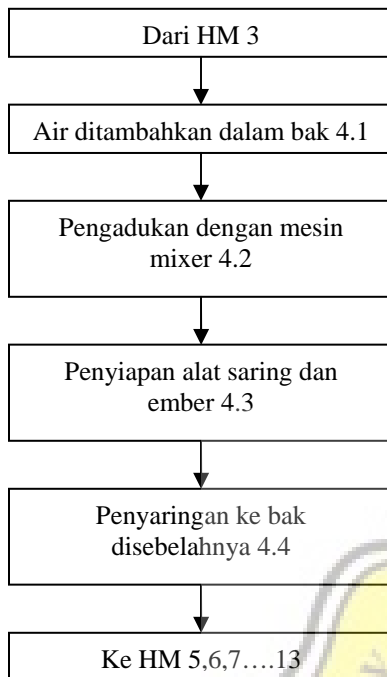 Dari HM 3
Air ditambahkan dalam bak 4.1
Pengadukan dengan mesin
mixer 4.2
Penyiapan alat saring dan
ember 4.3
Penyaringan ke bak
disebelahnya 4.4
Ke HM 5,6,7….13